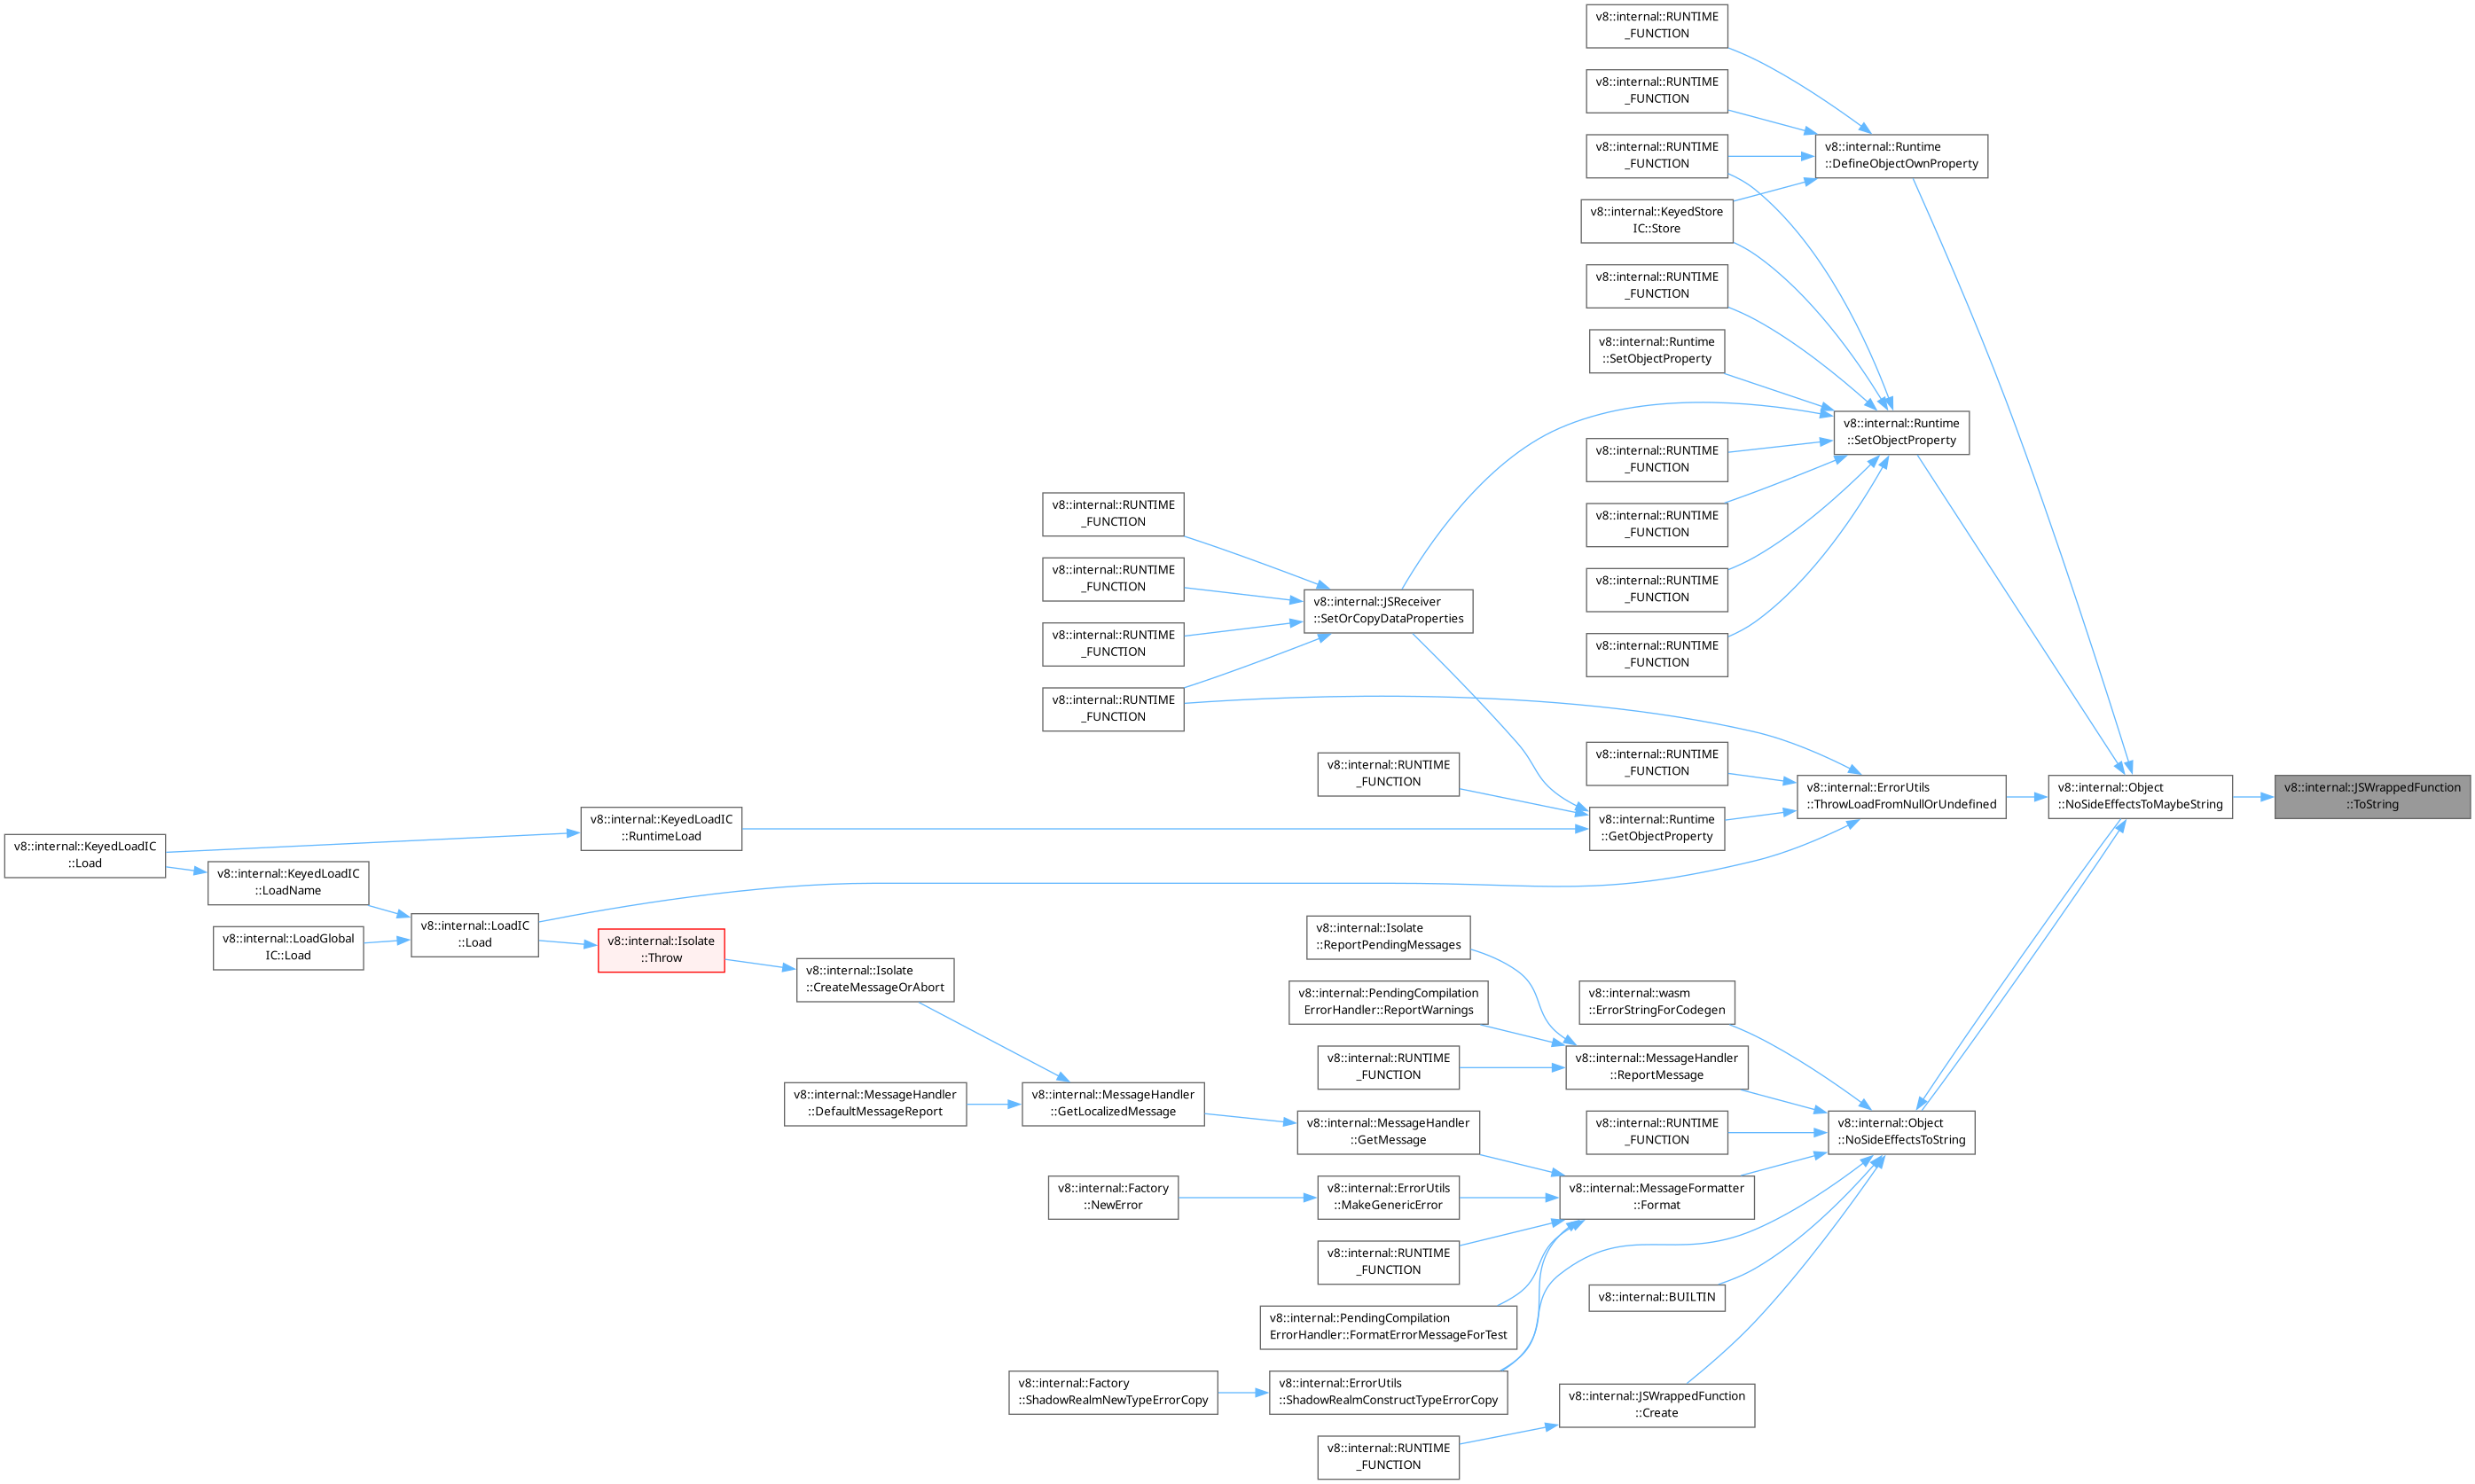 v8::internal::RUNTIME
_FUNCTION
v8::internal::RUNTIME
_FUNCTION
v8::internal::Runtime
::DefineObjectOwnProperty
v8::internal::RUNTIME
_FUNCTION
v8::internal::KeyedStore
IC::Store
v8::internal::RUNTIME
_FUNCTION
v8::internal::Runtime
::SetObjectProperty
v8::internal::Runtime
::SetObjectProperty
v8::internal::RUNTIME
_FUNCTION
v8::internal::RUNTIME
_FUNCTION
v8::internal::RUNTIME
_FUNCTION
v8::internal::RUNTIME
_FUNCTION
v8::internal::RUNTIME
_FUNCTION
v8::internal::RUNTIME
_FUNCTION
v8::internal::JSReceiver
::SetOrCopyDataProperties
v8::internal::RUNTIME
_FUNCTION
v8::internal::RUNTIME
_FUNCTION
v8::internal::RUNTIME
_FUNCTION
v8::internal::RUNTIME
_FUNCTION
v8::internal::ErrorUtils
::ThrowLoadFromNullOrUndefined
v8::internal::Object
::NoSideEffectsToMaybeString
v8::internal::JSWrappedFunction
::ToString
v8::internal::KeyedLoadIC
::RuntimeLoad
v8::internal::Runtime
::GetObjectProperty
v8::internal::KeyedLoadIC
::Load
v8::internal::KeyedLoadIC
::LoadName
v8::internal::LoadIC
::Load
v8::internal::LoadGlobal
IC::Load
v8::internal::Isolate
::Throw
v8::internal::Isolate
::ReportPendingMessages
v8::internal::Isolate
::CreateMessageOrAbort
v8::internal::PendingCompilation
ErrorHandler::ReportWarnings
v8::internal::wasm
::ErrorStringForCodegen
v8::internal::RUNTIME
_FUNCTION
v8::internal::MessageHandler
::ReportMessage
v8::internal::MessageHandler
::DefaultMessageReport
v8::internal::MessageHandler
::GetLocalizedMessage
v8::internal::MessageHandler
::GetMessage
v8::internal::RUNTIME
_FUNCTION
v8::internal::Object
::NoSideEffectsToString
v8::internal::Factory
::NewError
v8::internal::ErrorUtils
::MakeGenericError
v8::internal::MessageFormatter
::Format
v8::internal::RUNTIME
_FUNCTION
v8::internal::BUILTIN
v8::internal::PendingCompilation
ErrorHandler::FormatErrorMessageForTest
v8::internal::Factory
::ShadowRealmNewTypeErrorCopy
v8::internal::ErrorUtils
::ShadowRealmConstructTypeErrorCopy
v8::internal::JSWrappedFunction
::Create
v8::internal::RUNTIME
_FUNCTION